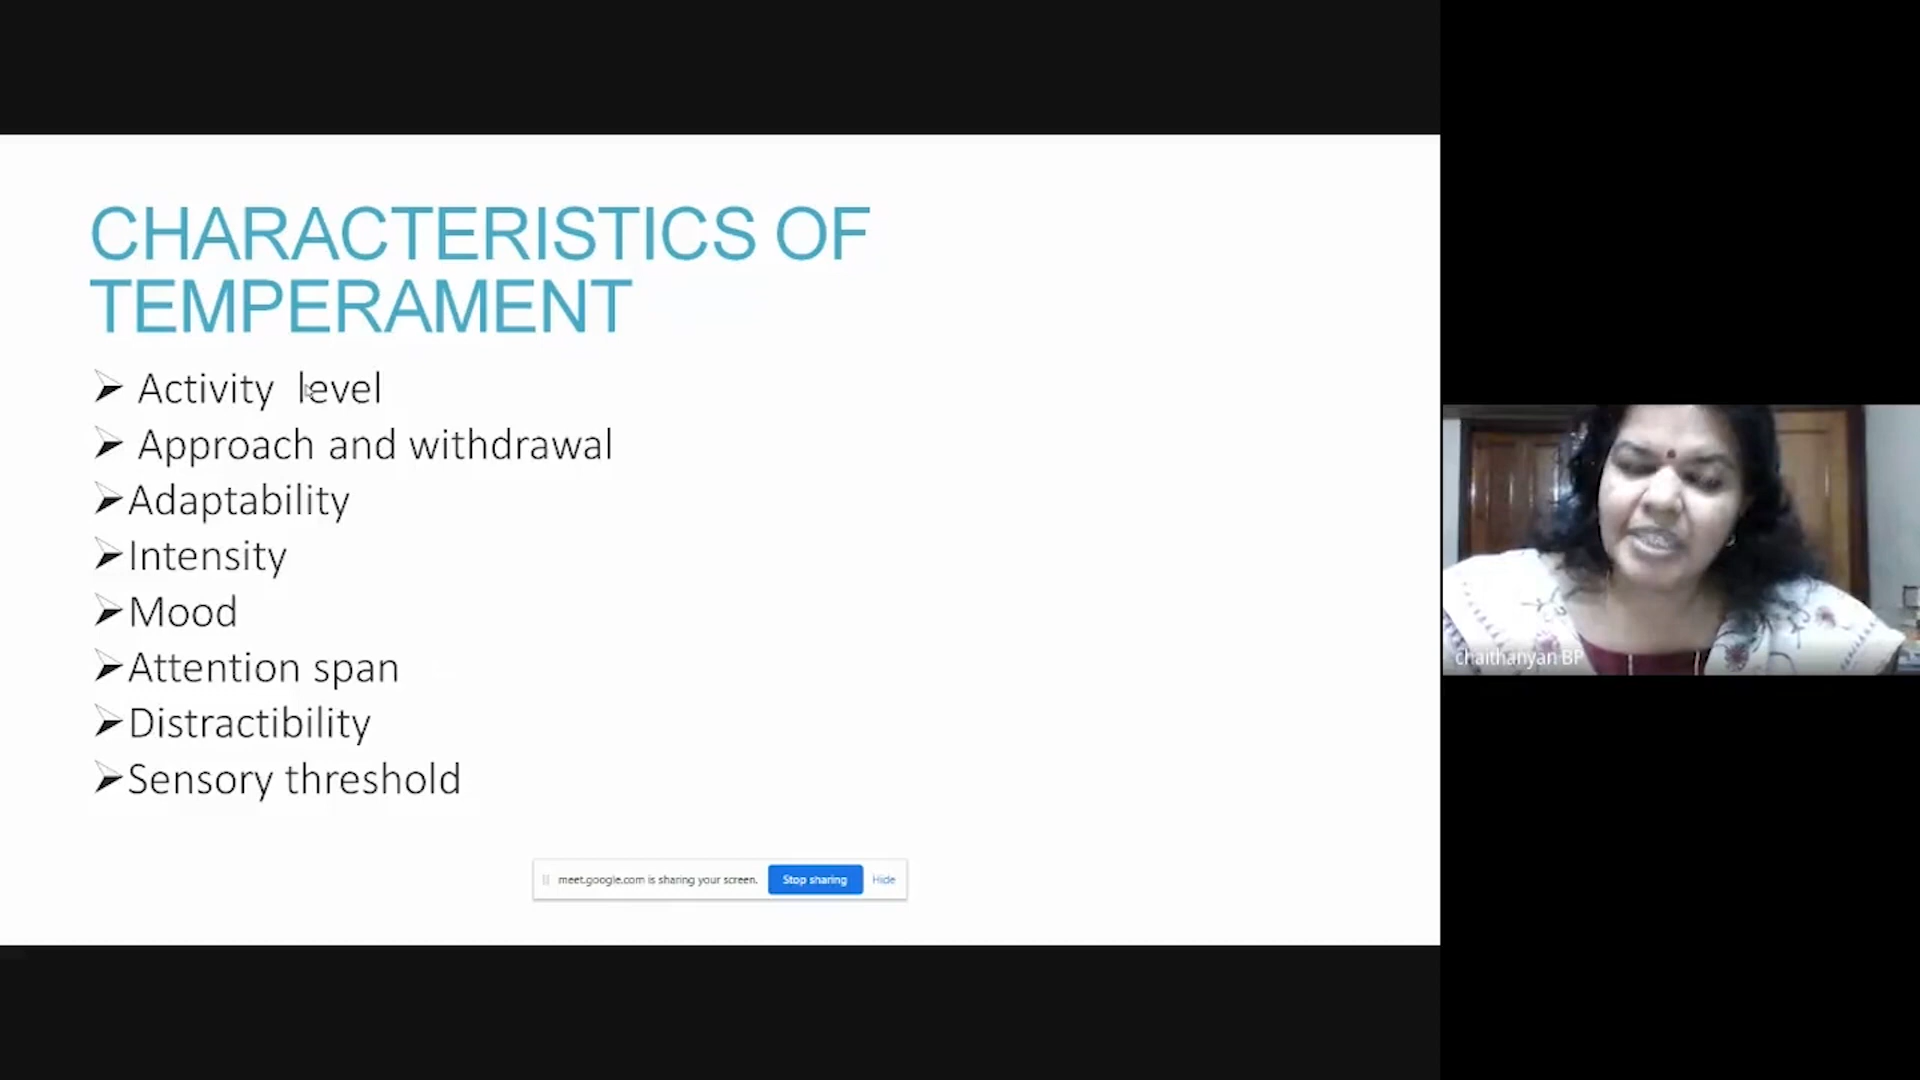 CHARACTERISTICS OF
TEMPERAMENT
Activity level
Approach and withdrawal
Adaptability
Intensity
Mood
Attention span
Distractibility
Sensory threshold
meet.google.com is sharing your screen. Stop sharing Hide
chaithanyan BP